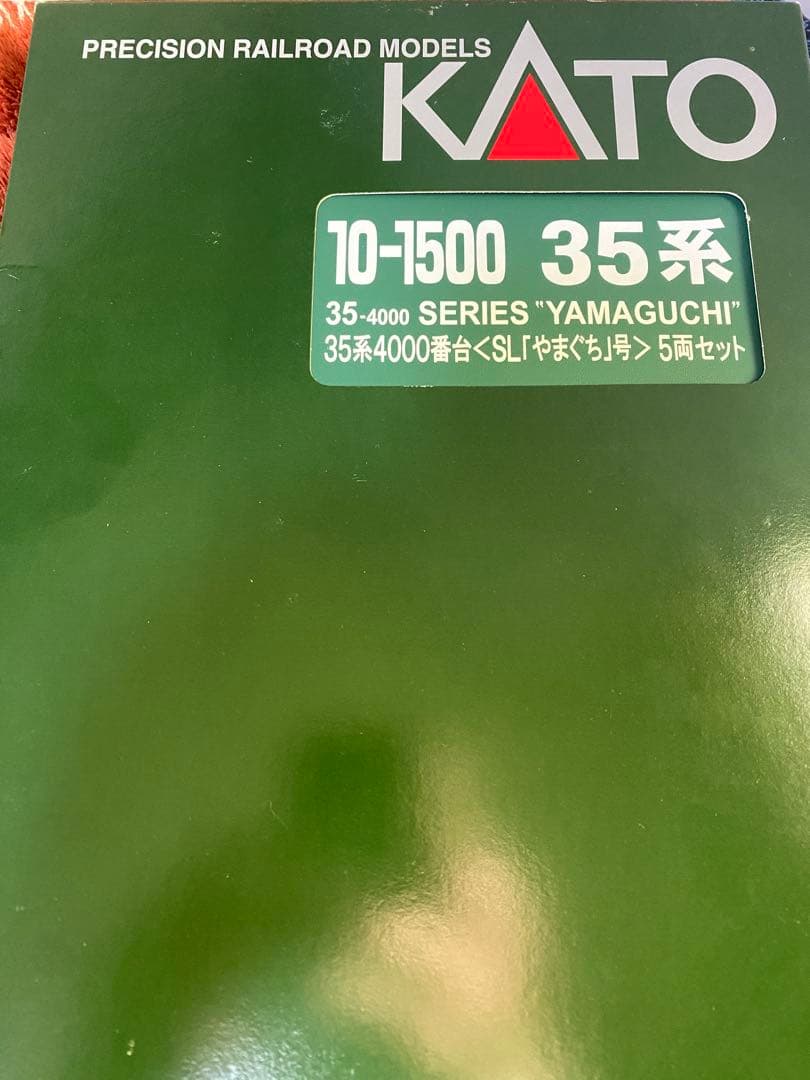 PRECISION RAILROAD MODELS
KATO
10-1500 35系
35-4000 SERIES "YAMAGUCHI"
35系4000番台<SL「やまぐち」号> 5両セット